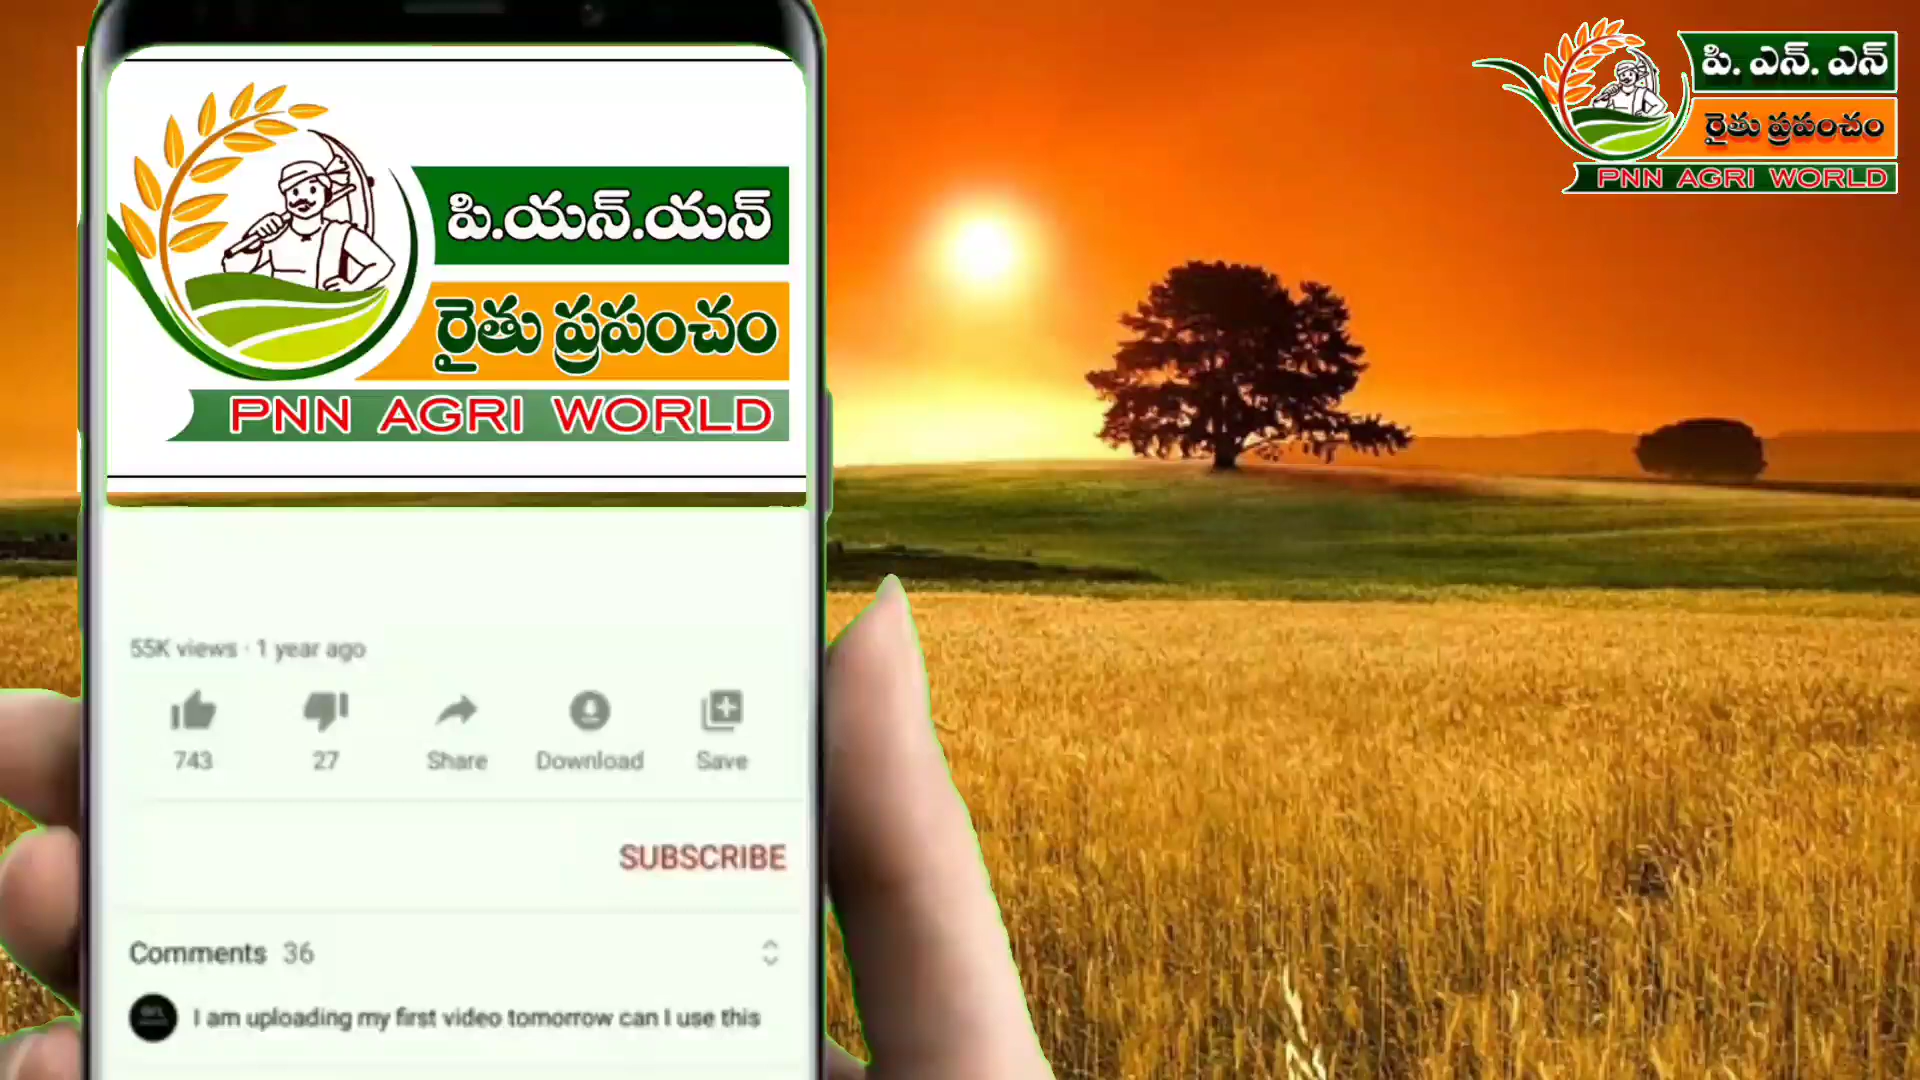 పి.యన్.యన్
రైతు ప్రపంచం
PNN AGRI WORLD
పి. ఎన్. ఎన్
రైతు ప్రపంచం
PNN AGRI WORLD
55K views · 1 year ago
743
27
Share
Download
Save
SUBSCRIBE
Comments 36
I am uploading my first video tomorrow can I use this